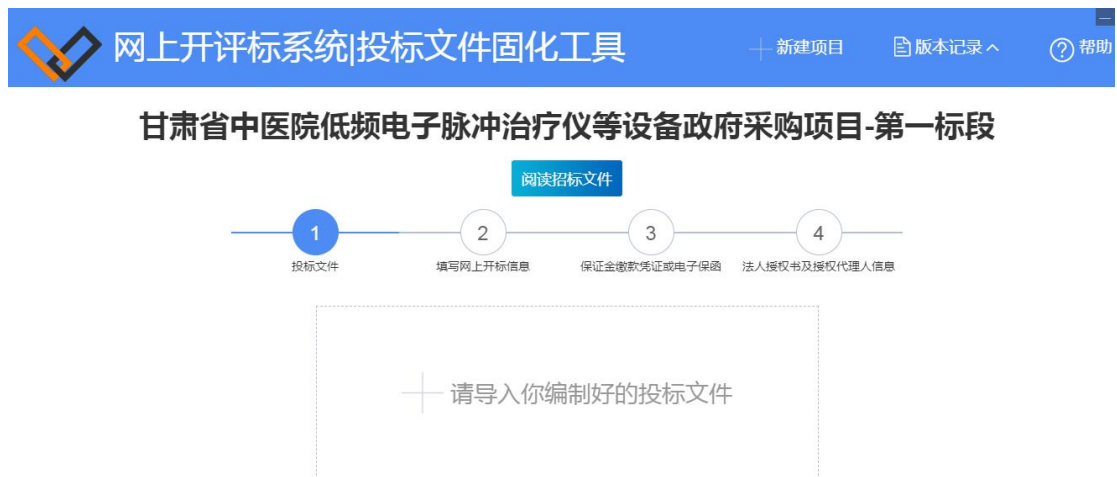 网上开评标系统|投标文件固化工具
新建项目
版本记录
帮助
甘肃省中医院低频电子脉冲治疗仪等设备政府采购项目-第一标段
阅读招标文件
1
2
3
4
投标文件
填写网上开标信息
保证金缴款凭证或电子保函
法人授权书及授权代理人信息
请导入你编制好的投标文件